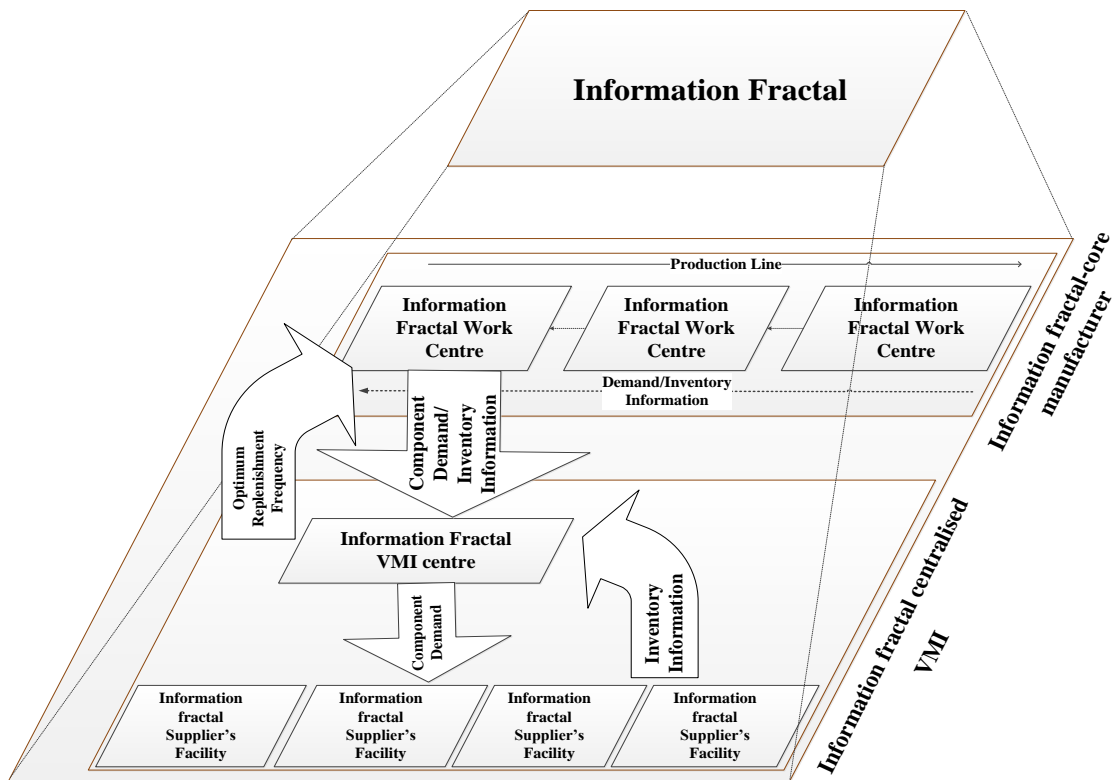 Information Fractal
Production Line
Information
Fractal Work
Centre
Information
Fractal Work
Centre
Information
Fractal Work
Centre
Demand/Inventory
Information
Information fractal-core
manufacturer
Component
Demand/
Inventory
Information
Optimum
Replenishment
Frequency
Information Fractal
VMI centre
Component
Demand
Inventory
Information
Information fractal centralised
VMI
Information
fractal
Supplier's
Facility
Information
fractal
Supplier's
Facility
Information
fractal
Supplier's
Facility
Information
fractal
Supplier's
Facility